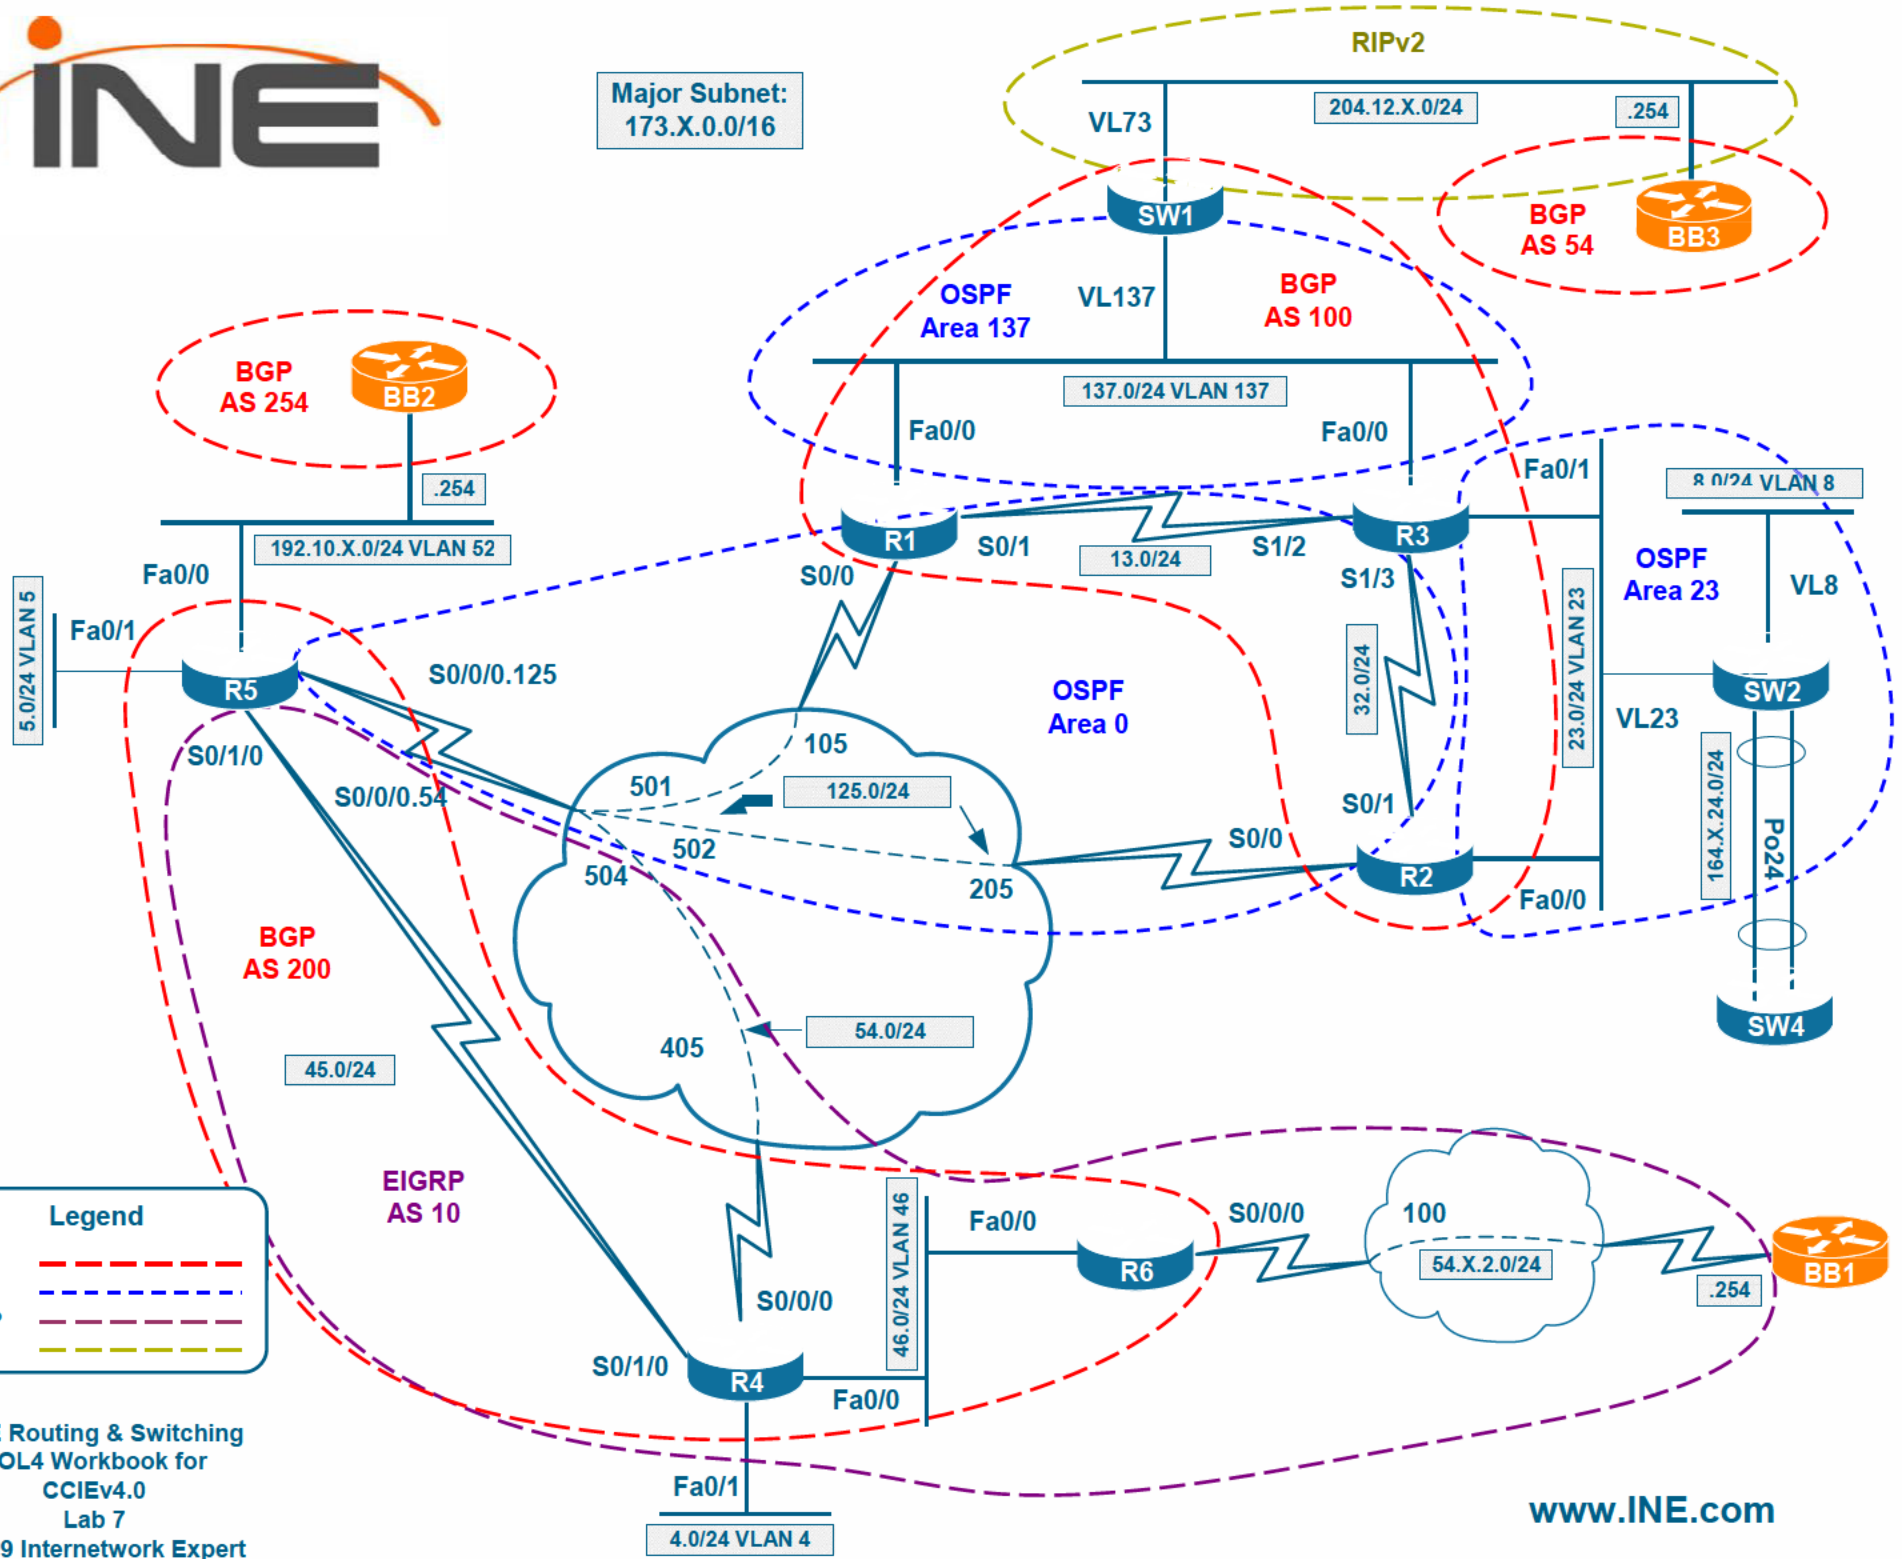 iNE
Major Subnet:
173.X.0.0/16
RIPv2
204.12.X.0/24
.254
VL73
SW1
BGP
AS 54
BB3
OSPF
Area 137
VL137
BGP
AS 100
137.0/24 VLAN 137
BGP
AS 254
BB2
.254
192.10.X.0/24 VLAN 52
Fa0/0
Fa0/0
Fa0/0
Fa0/1
8.0/24 VLAN 8
R1
S0/1
13.0/24
S1/2
R3
S0/0
S1/3
OSPF
Area 23
VL8
5.0/24 VLAN 5
Fa0/1
R5
S0/0/0.125
S0/1/0
S0/0/0.54
32.0/24
23.0/24 VLAN 23
SW2
VL23
OSPF
Area 0
105
501
125.0/24
502
504
205
S0/0
S0/1
R2
Fa0/0
164.X.24.0/24
Po24
SW4
BGP
AS 200
45.0/24
405
54.0/24
EIGRP
AS 10
46.0/24 VLAN 46
Fa0/0
R6
S0/0/0
100
54.X.2.0/24
.254
BB1
Legend
S0/0/0
S0/1/0
R4
Fa0/0
Fa0/1
4.0/24 VLAN 4
Routing & Switching
OL4 Workbook for
CCIEv4.0
Lab 7
9 Internetwork Expert
www.INE.com